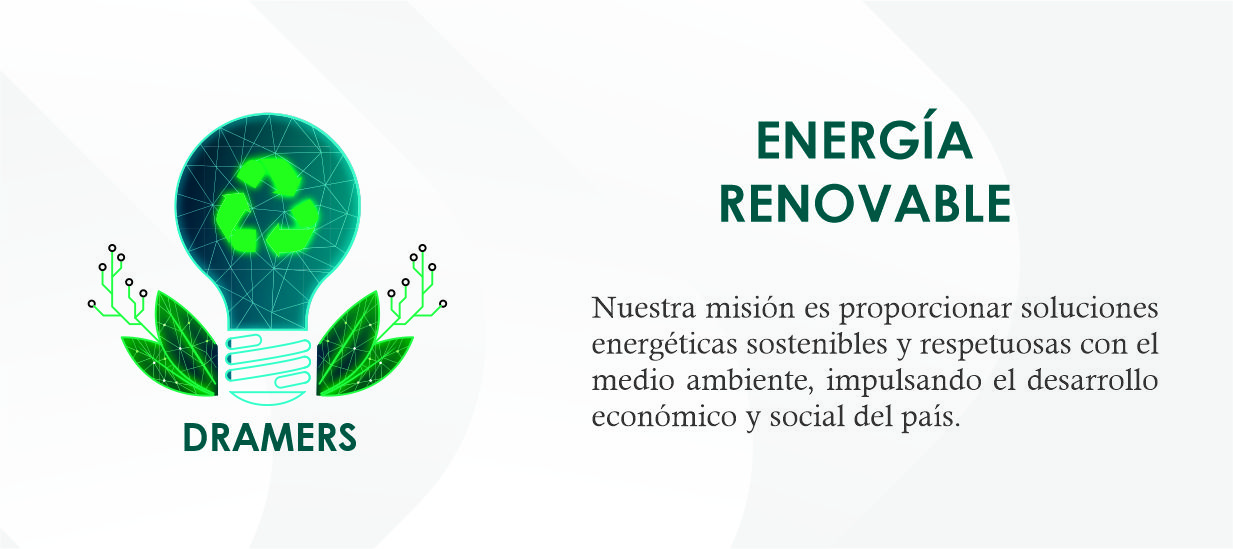 ENERGÍA
RENOVABLE
Nuestra misión es proporcionar soluciones
energéticas sostenibles y respetuosas con el
medio ambiente, impulsando el desarrollo
económico y social del país.
DRAMERS